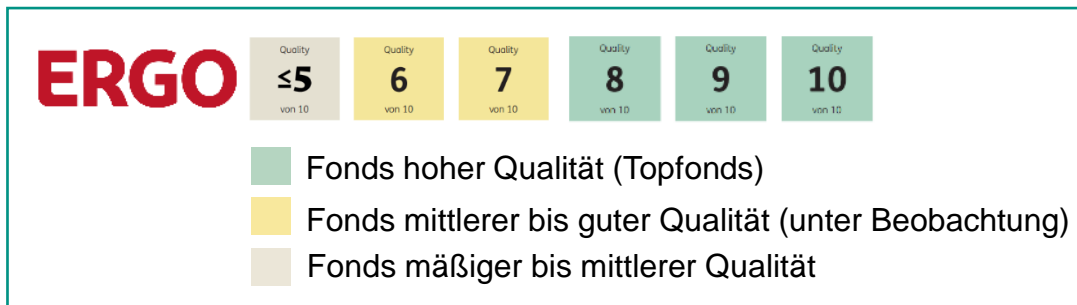 ERGO
Quality Quality Quality Quality Quality Quality
≤5 6 7 8 9 10
von 10 von 10 von 10 von 10 von 10 von 10
Fonds hoher Qualität (Topfonds)
Fonds mittlerer bis guter Qualität (unter Beobachtung)
Fonds mäßiger bis mittlerer Qualität